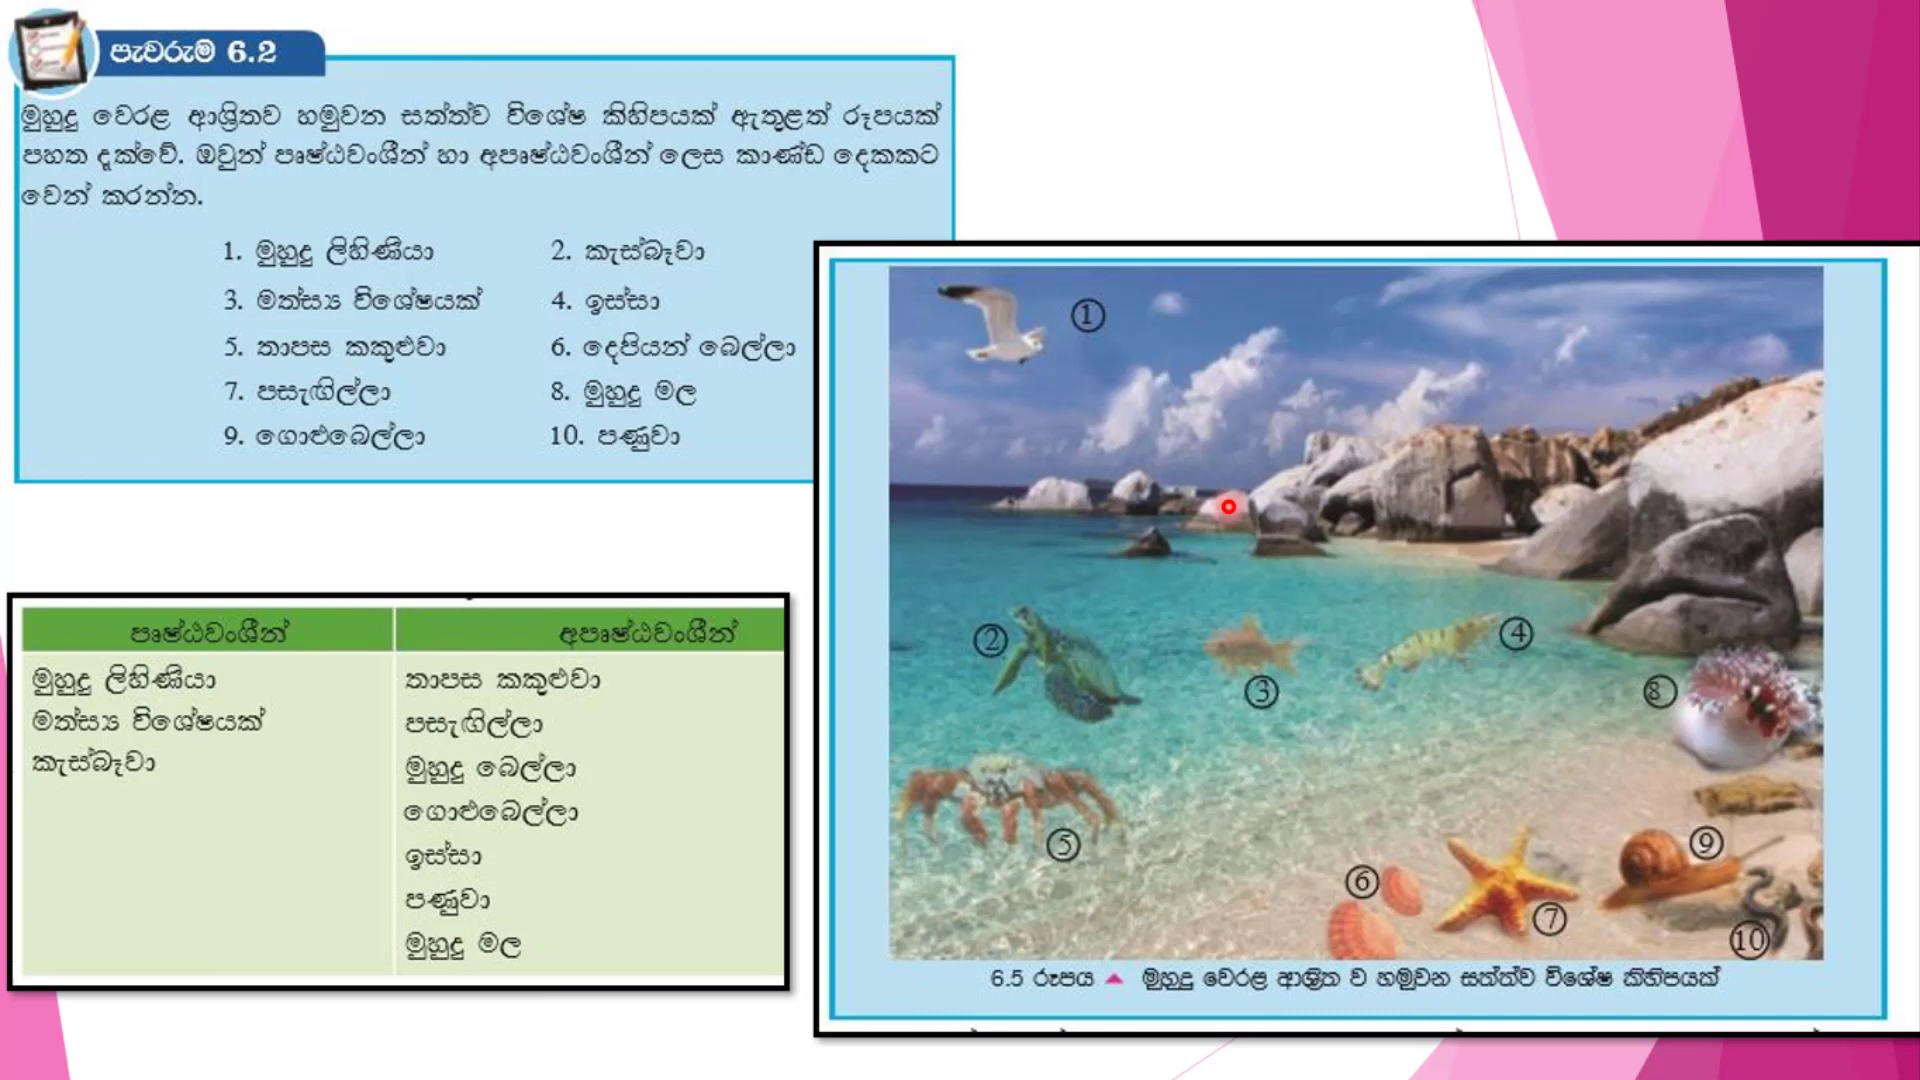 පැවරුම 6.2
මුහුදු වෙරළ ආශ්‍රිතව හමුවන සත්ත්ව විශේෂ කිහිපයක් ඇතුළත් රූපයක්
පහත දැක්වේ. ඔවුන් පෘෂ්ඨවංශීන් හා අපෘෂ්ඨවංශීන් ලෙස කාණ්ඩ දෙකකට
වෙන් කරන්න.
1. මුහුදු ලිහිණියා 2. කැස්බෑවා
3. මත්ස්‍ය විශේෂයක් 4. ඉස්සා
5. තාපස කකුළුවා 6. දෙපියන් බෙල්ලා
7. පසැඟිල්ලා 8. මුහුදු මල
9. ගොළුබෙල්ලා 10. පණුවා
පෘෂ්ඨවංශීන් අපෘෂ්ඨවංශීන්
මුහුදු ලිහිණියා තාපස කකුළුවා
මත්ස්‍ය විශේෂයක් පසැඟිල්ලා
කැස්බෑවා මුහුදු බෙල්ලා
ගොළුබෙල්ලා
ඉස්සා
පණුවා
මුහුදු මල
1
2
3
4
5
6
7
8
9
10
6.5 රූපය ▲ මුහුදු වෙරළ ආශ්‍රිත ව හමුවන සත්ත්ව විශේෂ කිහිපයක්